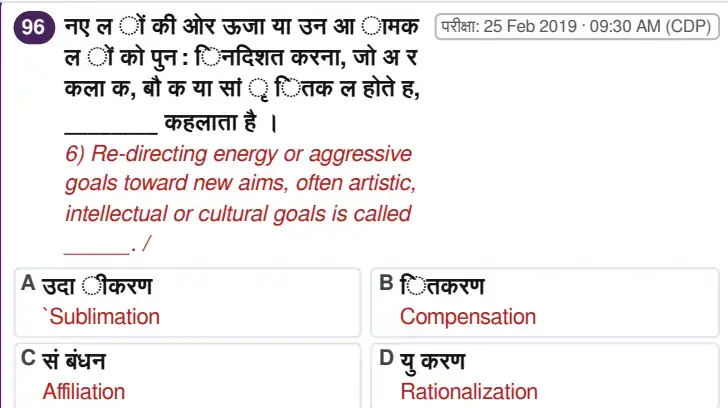 96 नए ल ों की ओर ऊजा या उन आ ामक
परीक्षा: 25 Feb 2019 · 09:30 AM (CDP)
ल ों को पुन : िनदिशत करना, जो अ र
कला क, बौ क या सां ृ ितक ल होते ह,
________ कहलाता है ।
6) Re-directing energy or aggressive
goals toward new aims, often artistic,
intellectual or cultural goals is called
______. /
A उदा ीकरण
`Sublimation
B ितकरण
Compensation
C सं बंधन
Affiliation
D यु करण
Rationalization